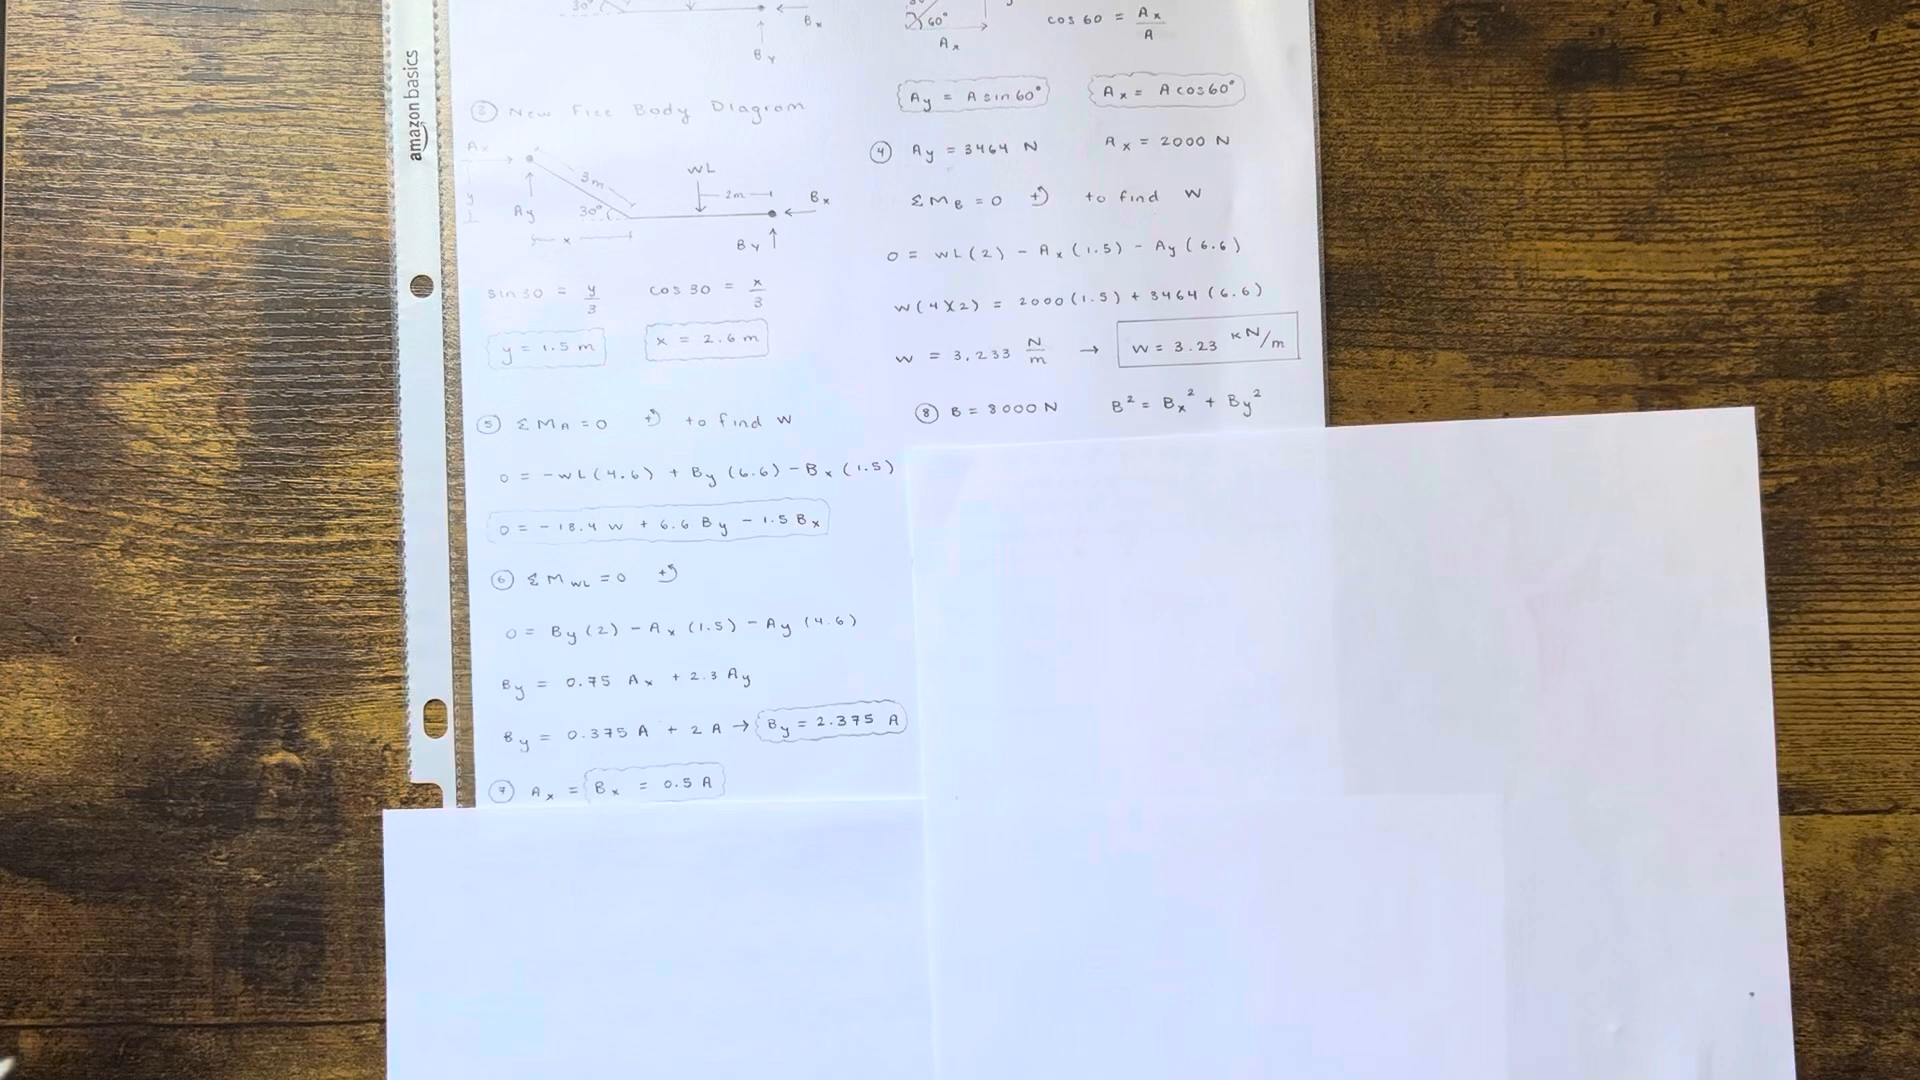 amazon basics
30°
Bx
By
60°
Ax
cos 60 = Ax/A
Ay = A sin 60°
Ax = A cos 60°
③ New Free Body Diagram
Ax
y
Ay
3m
30°
x
WL
2m
Bx
By
sin 30 = y/3
cos 30 = x/3
y = 1.5 m
x = 2.6 m
④ Ay = 3464 N
Ax = 2000 N
ΣMB = 0 +↺ to find w
0 = WL(2) - Ax(1.5) - Ay(6.6)
W(4)(2) = 2000(1.5) + 3464(6.6)
w = 3,233 N/m → w = 3.23 kN/m
⑤ ΣMA = 0 +↺ to find w
0 = -WL(4.6) + By(6.6) - Bx(1.5)
0 = -18.4 w + 6.6 By - 1.5 Bx
⑥ ΣMWL = 0 +↺
0 = By(2) - Ax(1.5) - Ay(4.6)
By = 0.75 Ax + 2.3 Ay
By = 0.375 A + 2 A → By = 2.375 A
⑦ Ax = Bx = 0.5 A
⑧ B = 8000 N
B² = Bx² + By²